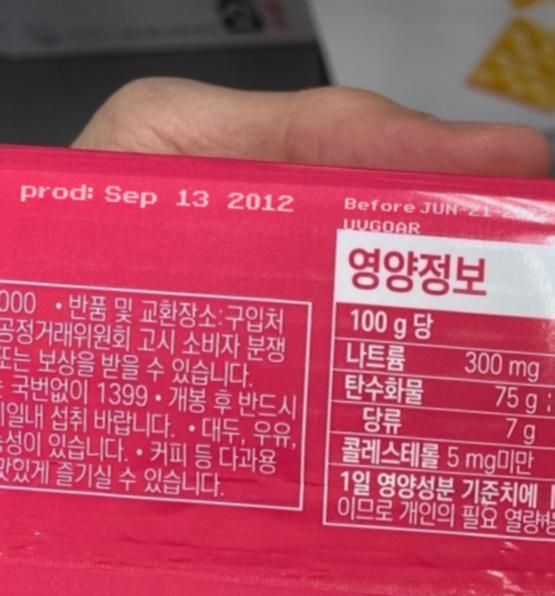 prod: Sep 13 2012
Before JUN-21-
UVGOAR
000 • 반품 및 교환장소:구입처
공정거래위원회 고시 소비자 분쟁
또는 보상을 받을 수 있습니다.
국번없이 1399 • 개봉 후 반드시
일내 섭취 바랍니다. • 대두, 우유,
성이 있습니다. • 커피 등 다과용
맛있게 즐기실 수 있습니다.
영양정보
100 g 당
나트륨 300 mg
탄수화물 75 g
당류 7 g
콜레스테롤 5 mg미만
1일 영양성분 기준치에
이므로 개인의 필요 열량